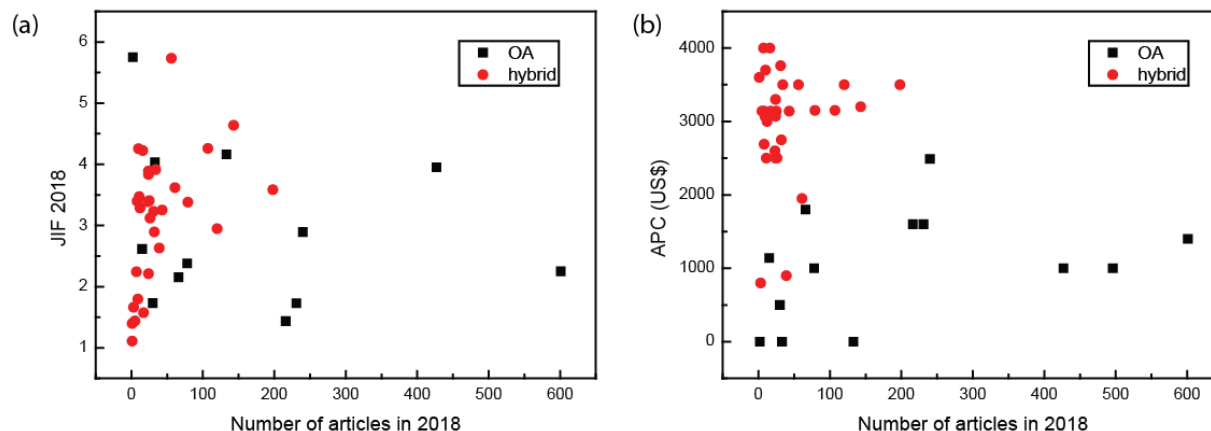 (a)
6
5
4
3
2
1
JIF 2018
OA
hybrid
0 100 200 300 400 500 600
Number of articles in 2018
(b)
4000
3000
2000
1000
0
APC (US$)
OA
hybrid
0 100 200 300 400 500 600
Number of articles in 2018